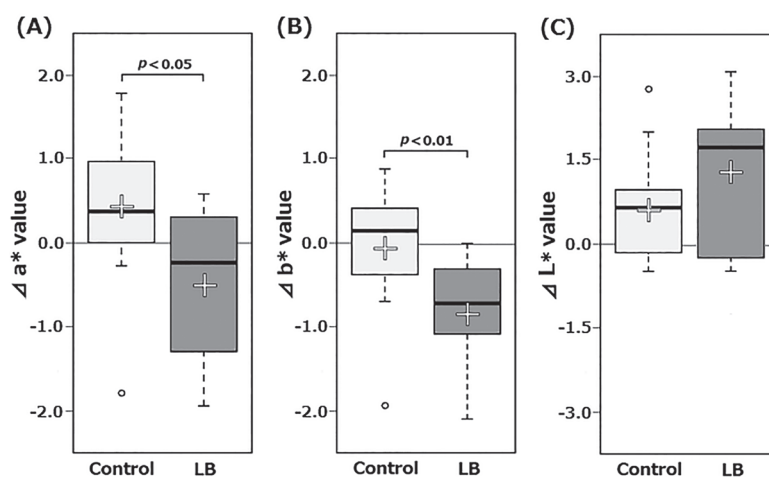 (A)
⊿ a* value
2.0
1.0
0.0
-1.0
-2.0
p < 0.05
Control LB
(B)
⊿ b* value
2.0
1.0
0.0
-1.0
-2.0
p < 0.01
Control LB
(C)
⊿ L* value
3.0
1.5
0.0
-1.5
-3.0
Control LB